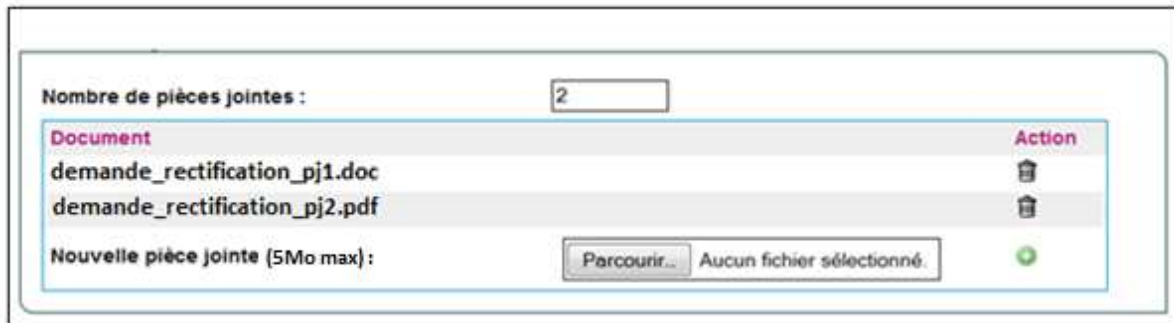 Nombre de pièces jointes : 2
Document Action
demande_rectification_pj1.doc
demande_rectification_pj2.pdf
Nouvelle pièce jointe (5Mo max) : Parcourir... Aucun fichier sélectionné.